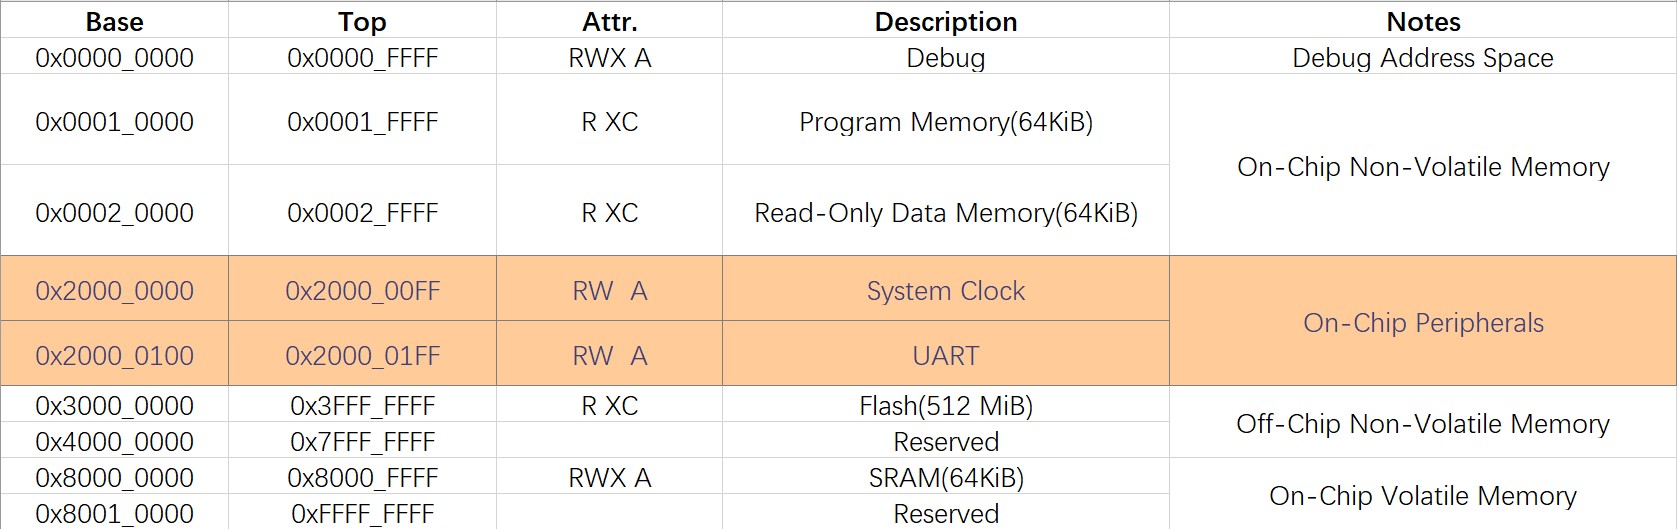 Base Top Attr. Description Notes
0x0000_0000 0x0000_FFFF RWX A Debug Debug Address Space
0x0001_0000 0x0001_FFFF R XC Program Memory(64KiB)
On-Chip Non-Volatile Memory
0x0002_0000 0x0002_FFFF R XC Read-Only Data Memory(64KiB)
0x2000_0000 0x2000_00FF RW  A System Clock
On-Chip Peripherals
0x2000_0100 0x2000_01FF RW  A UART
0x3000_0000 0x3FFF_FFFF R XC Flash(512 MiB)
Off-Chip Non-Volatile Memory
0x4000_0000 0x7FFF_FFFF Reserved
0x8000_0000 0x8000_FFFF RWX A SRAM(64KiB)
On-Chip Volatile Memory
0x8001_0000 0xFFFF_FFFF Reserved